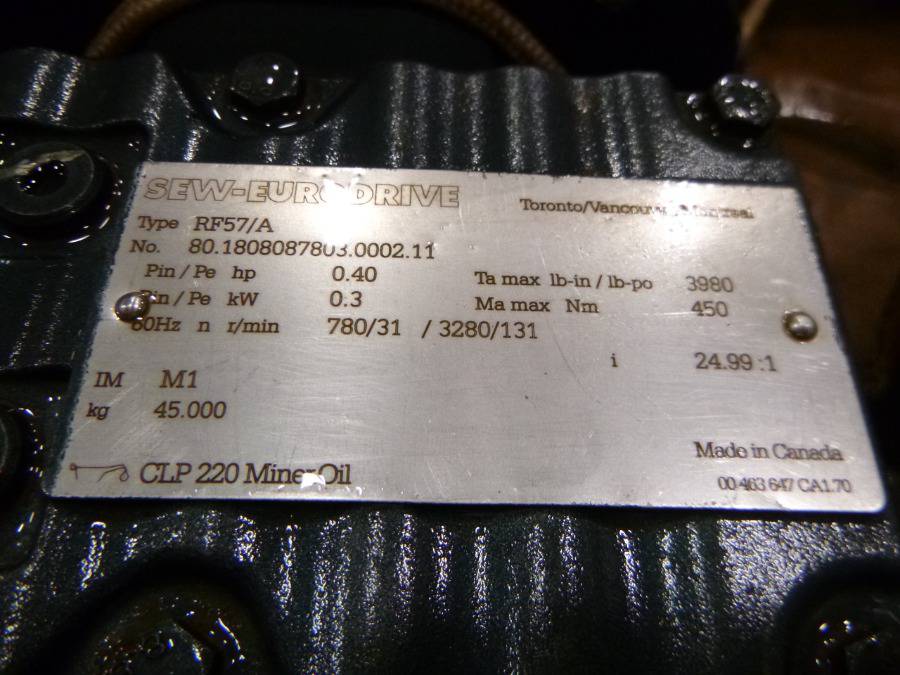 SEW-EURODRIVE
Toronto/Vancouver/Montreal
Type RF57/A
No. 80.1808087803.0002.11
Pin/Pe hp 0.40
Ta max lb-in / lb-po 3980
Pin/Pe kW 0.3
Ma max Nm 450
60Hz n r/min 780/31 / 3280/131
i 24.99 :1
IM M1
kg 45.000
CLP 220 Miner.Oil
Made in Canada
00 463 647 CA1.70